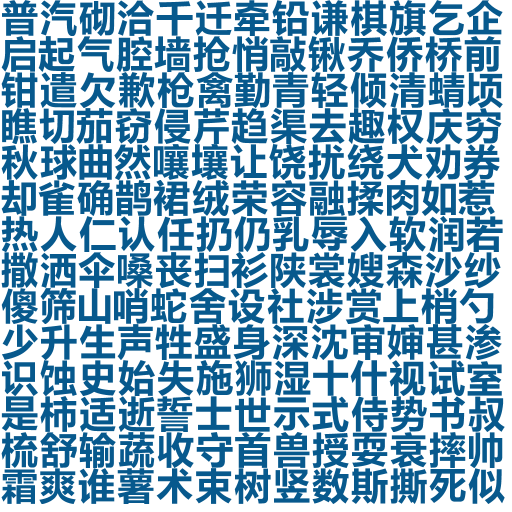 普汽砌洽千迁牵铅谦棋旗乞企
启起气腔墙抢悄敲锹乔侨桥前
钳遣欠歉枪禽勤青轻倾清蜻顷
瞧切茄窃侵芹趋渠去趣权庆穷
秋球曲然嚷壤让饶扰绕犬劝券
却雀确鹊裙绒荣容融揉肉如惹
热人仁认任扔仍乳辱入软润若
撒洒伞嗓丧扫衫陕裳嫂森沙纱
傻筛山哨蛇舍设社涉赏上梢勺
少升生声牲盛身深沈审婶甚渗
识蚀史始失施狮湿十什视试室
是柿适逝誓士世示式侍势书叔
梳舒输蔬收守首兽授耍衰摔帅
霜爽谁薯术束树竖数斯撕死似